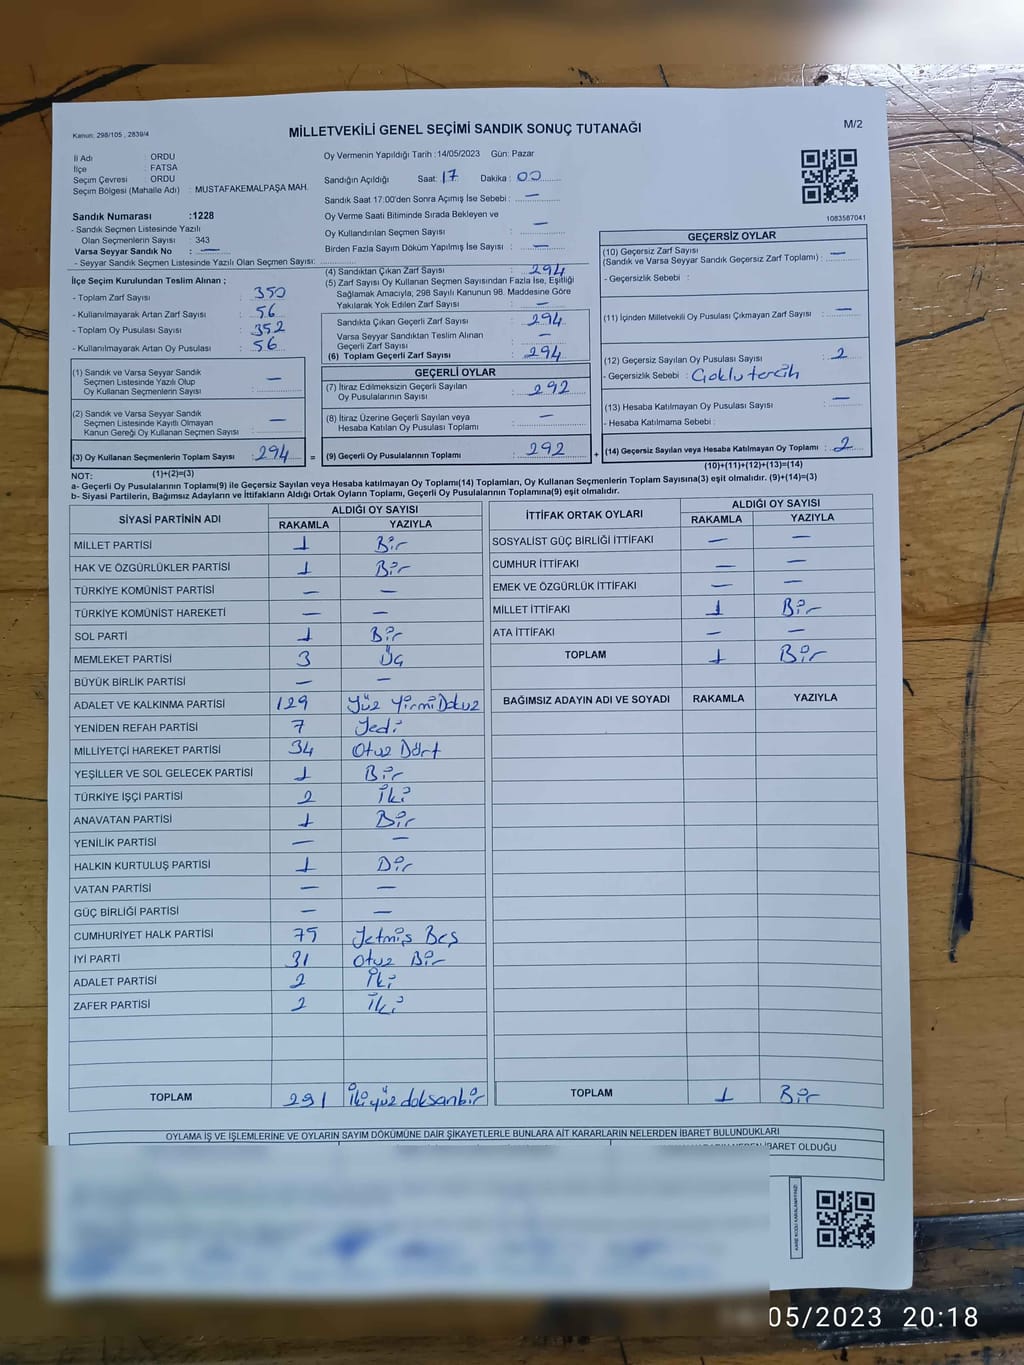 Kanun: 298/105 , 2839/4
MİLLETVEKİLİ GENEL SEÇİMİ SANDIK SONUÇ TUTANAĞI
M/2
İl Adı : ORDU
İlçe : FATSA
Seçim Çevresi : ORDU
Seçim Bölgesi (Mahalle Adı) : MUSTAFAKEMALPAŞA MAH.
Sandık Numarası :1228
- Sandık Seçmen Listesinde Yazılı
Olan Seçmenlerin Sayısı : 343
Varsa Seyyar Sandık No : —
- Seyyar Sandık Seçmen Listesinde Yazılı Olan Seçmen Sayısı:
Oy Vermenin Yapıldığı Tarih :14/05/2023 Gün: Pazar
Sandığın Açıldığı Saat: 17 Dakika : 00
Sandık Saat 17.00'den Sonra Açımış İse Sebebi : —
Oy Verme Saati Bitiminde Sırada Bekleyen ve
Oy Kullandırılan Seçmen Sayısı : —
Birden Fazla Sayım Döküm Yapılmış İse Sayısı : —
1083587041
İlçe Seçim Kurulundan Teslim Alınan ;
- Toplam Zarf Sayısı : 350
- Kullanılmayarak Artan Zarf Sayısı : 56
- Toplam Oy Pusulası Sayısı : 352
- Kullanılmayarak Artan Oy Pusulası : 56
(1) Sandık ve Varsa Seyyar Sandık
Seçmen Listesinde Yazılı Olup
Oy Kullanan Seçmenlerin Sayısı : —
(2) Sandık ve Varsa Seyyar Sandık
Seçmen Listesinde Kayıtlı Olmayan
Kanun Gereği Oy Kullanan Seçmen Sayısı : —
(3) Oy Kullanan Seçmenlerin Toplam Sayısı : 294 =
(4) Sandıktan Çıkan Zarf Sayısı : 294
(5) Zarf Sayısı Oy Kullanan Seçmen Sayısından Fazla İse, Eşitliği
Sağlamak Amacıyla, 298 Sayılı Kanunun 98. Maddesine Göre
Yakılarak Yok Edilen Zarf Sayısı : —
Sandıkta Çıkan Geçerli Zarf Sayısı : 294
Varsa Seyyar Sandıktan Teslim Alınan
Geçerli Zarf Sayısı : —
(6) Toplam Geçerli Zarf Sayısı : 294
GEÇERLİ OYLAR
(7) İtiraz Edilmeksizin Geçerli Sayılan
Oy Pusulalarının Sayısı : 292
(8) İtiraz Üzerine Geçerli Sayılan veya
Hesaba Katılan Oy Pusulası Toplamı : —
(9) Geçerli Oy Pusulalarının Toplamı : 292 +
GEÇERSİZ OYLAR
(10) Geçersiz Zarf Sayısı
(Sandık ve Varsa Seyyar Sandık Geçersiz Zarf Toplamı) : —
- Geçersizlik Sebebi :
(11) İçinden Milletvekili Oy Pusulası Çıkmayan Zarf Sayısı : —
(12) Geçersiz Sayılan Oy Pusulası Sayısı : 2
- Geçersizlik Sebebi : Çoklu tercih
(13) Hesaba Katılmayan Oy Pusulası Sayısı : —
- Hesaba Katılmama Sebebi :
(14) Geçersiz Sayılan veya Hesaba Katılmayan Oy Toplamı : 2
NOT: (1)+(2)=(3) (10)+(11)+(12)+(13)=(14)
a- Geçerli Oy Pusulalarının Toplamı(9) ile Geçersiz Sayılan veya Hesaba Katılmayan Oy Toplamı(14) Toplamları, Oy Kullanan Seçmenlerin Toplam Sayısına(3) eşit olmalıdır. (9)+(14)=(3)
b- Siyasi Partilerin, Bağımsız Adayların ve İttifakların Aldığı Ortak Oyların Toplamı, Geçerli Oy Pusulalarının Toplamına(9) eşit olmalıdır.
SİYASİ PARTİNİN ADI ALDIĞI OY SAYISI
RAKAMLA YAZIYLA
MİLLET PARTİSİ 1 Bir
HAK VE ÖZGÜRLÜKLER PARTİSİ 1 Bir
TÜRKİYE KOMÜNİST PARTİSİ — —
TÜRKİYE KOMÜNİST HAREKETİ — —
SOL PARTİ 1 Bir
MEMLEKET PARTİSİ 3 Üç
BÜYÜK BİRLİK PARTİSİ — —
ADALET VE KALKINMA PARTİSİ 129 Yüz Yirmi Dokuz
YENİDEN REFAH PARTİSİ 7 Yedi
MİLLİYETÇİ HAREKET PARTİSİ 34 Otuz Dört
YEŞİLLER VE SOL GELECEK PARTİSİ 1 Bir
TÜRKİYE İŞÇİ PARTİSİ 2 İki
ANAVATAN PARTİSİ 1 Bir
YENİLİK PARTİSİ — —
HALKIN KURTULUŞ PARTİSİ 1 Bir
VATAN PARTİSİ — —
GÜÇ BİRLİĞİ PARTİSİ — —
CUMHURİYET HALK PARTİSİ 75 Yetmiş Beş
İYİ PARTİ 31 Otuz Bir
ADALET PARTİSİ 2 İki
ZAFER PARTİSİ 2 İki
TOPLAM 291 İkiyüz doksanbir
İTTİFAK ORTAK OYLARI ALDIĞI OY SAYISI
RAKAMLA YAZIYLA
SOSYALİST GÜÇ BİRLİĞİ İTTİFAKI — —
CUMHUR İTTİFAKI — —
EMEK VE ÖZGÜRLÜK İTTİFAKI — —
MİLLET İTTİFAKI 1 Bir
ATA İTTİFAKI — —
TOPLAM 1 Bir
BAĞIMSIZ ADAYIN ADI VE SOYADI RAKAMLA YAZIYLA
TOPLAM 1 Bir
OYLAMA İŞ VE İŞLEMLERİNE VE OYLARIN SAYIM DÖKÜMÜNE DAİR ŞİKAYETLERLE BUNLARA AİT KARARLARIN NELERDEN İBARET BULUNDUKLARI
İBARET OLDUĞU
05/2023 20:18